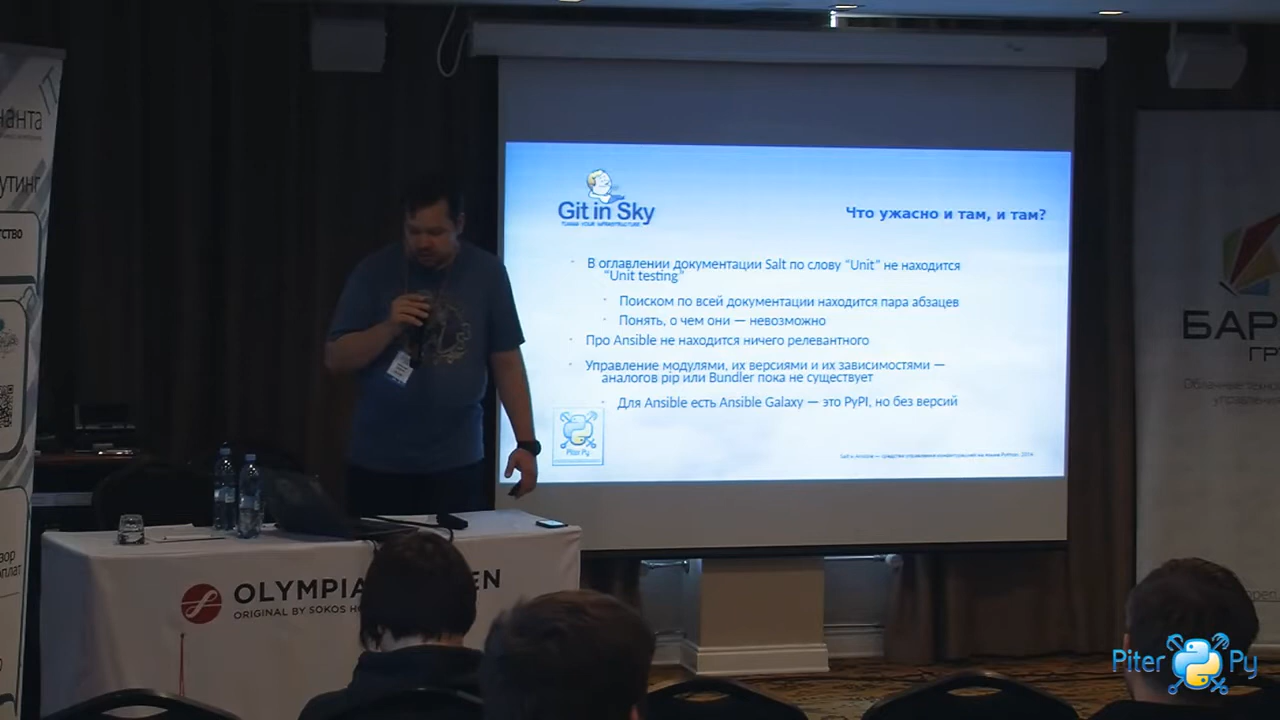 Git in Sky
Что ужасно и там, и там?
В оглавлении документации Salt по слову “Unit” не находится
“Unit testing”
Поиском по всей документации находится пара абзацев
Понять, о чем они — невозможно
Про Ansible не находится ничего релевантного
Управление модулями, их версиями и их зависимостями —
аналогов pip или Bundler пока не существует
Для Ansible есть Ansible Galaxy — это PyPI, но без версий
Piter Py
OLYMPIA EN
ORIGINAL BY SOKOS
БАР
ГР
Piter Py